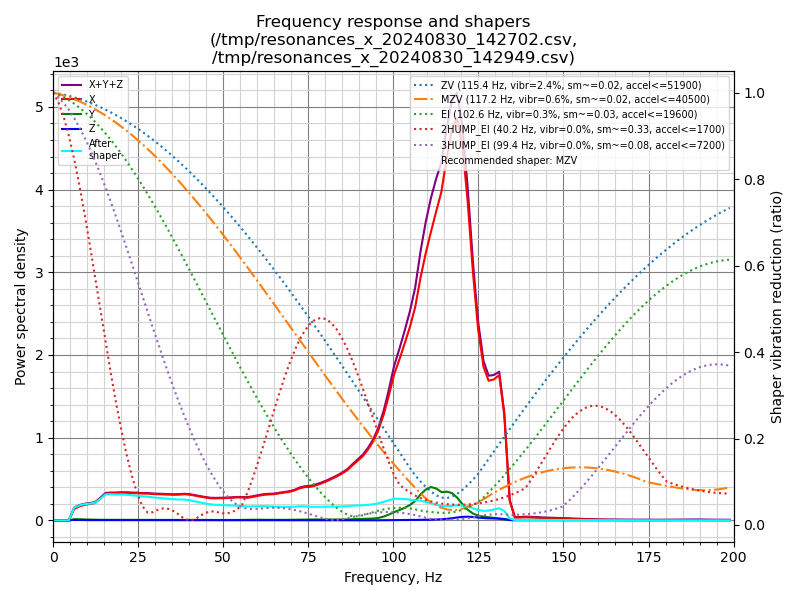 Frequency response and shapers
(/tmp/resonances_x_20240830_142702.csv,
/tmp/resonances_x_20240830_142949.csv)
1e3
X+Y+Z
X
Y
Z
After
shaper
ZV (115.4 Hz, vibr=2.4%, sm~=0.02, accel<=51900)
MZV (117.2 Hz, vibr=0.6%, sm~=0.02, accel<=40500)
EI (102.6 Hz, vibr=0.3%, sm~=0.03, accel<=19600)
2HUMP_EI (40.2 Hz, vibr=0.0%, sm~=0.33, accel<=1700)
3HUMP_EI (99.4 Hz, vibr=0.0%, sm~=0.08, accel<=7200)
Recommended shaper: MZV
Power spectral density
5
4
3
2
1
0
1.0
0.8
0.6
0.4
0.2
0.0
Shaper vibration reduction (ratio)
0 25 50 75 100 125 150 175 200
Frequency, Hz